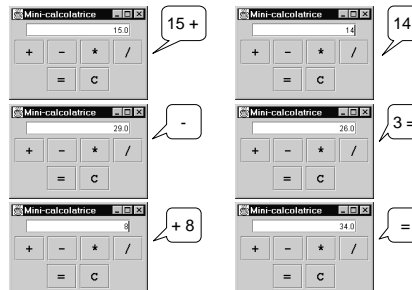 Mini-calcolatrice
15.0
15 +
+ - * /
= C
Mini-calcolatrice
14
14
+ - * /
= C
Mini-calcolatrice
29.0
-
+ - * /
= C
Mini-calcolatrice
26.0
3 =
+ - * /
= C
Mini-calcolatrice
8
+ 8
+ - * /
= C
Mini-calcolatrice
34.0
=
+ - * /
= C